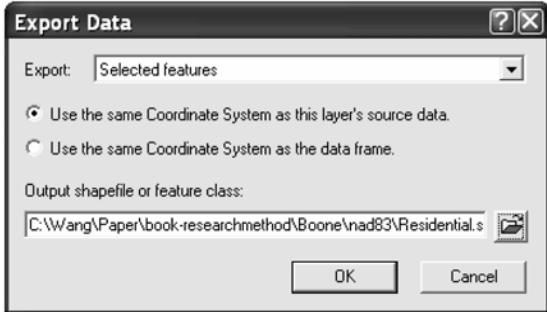 Export Data
Export: Selected features
Use the same Coordinate System as this layer's source data.
Use the same Coordinate System as the data frame.
Output shapefile or feature class:
C:\Wang\Paper\book-researchmethod\Boone\nad83\Residential.s
OK Cancel